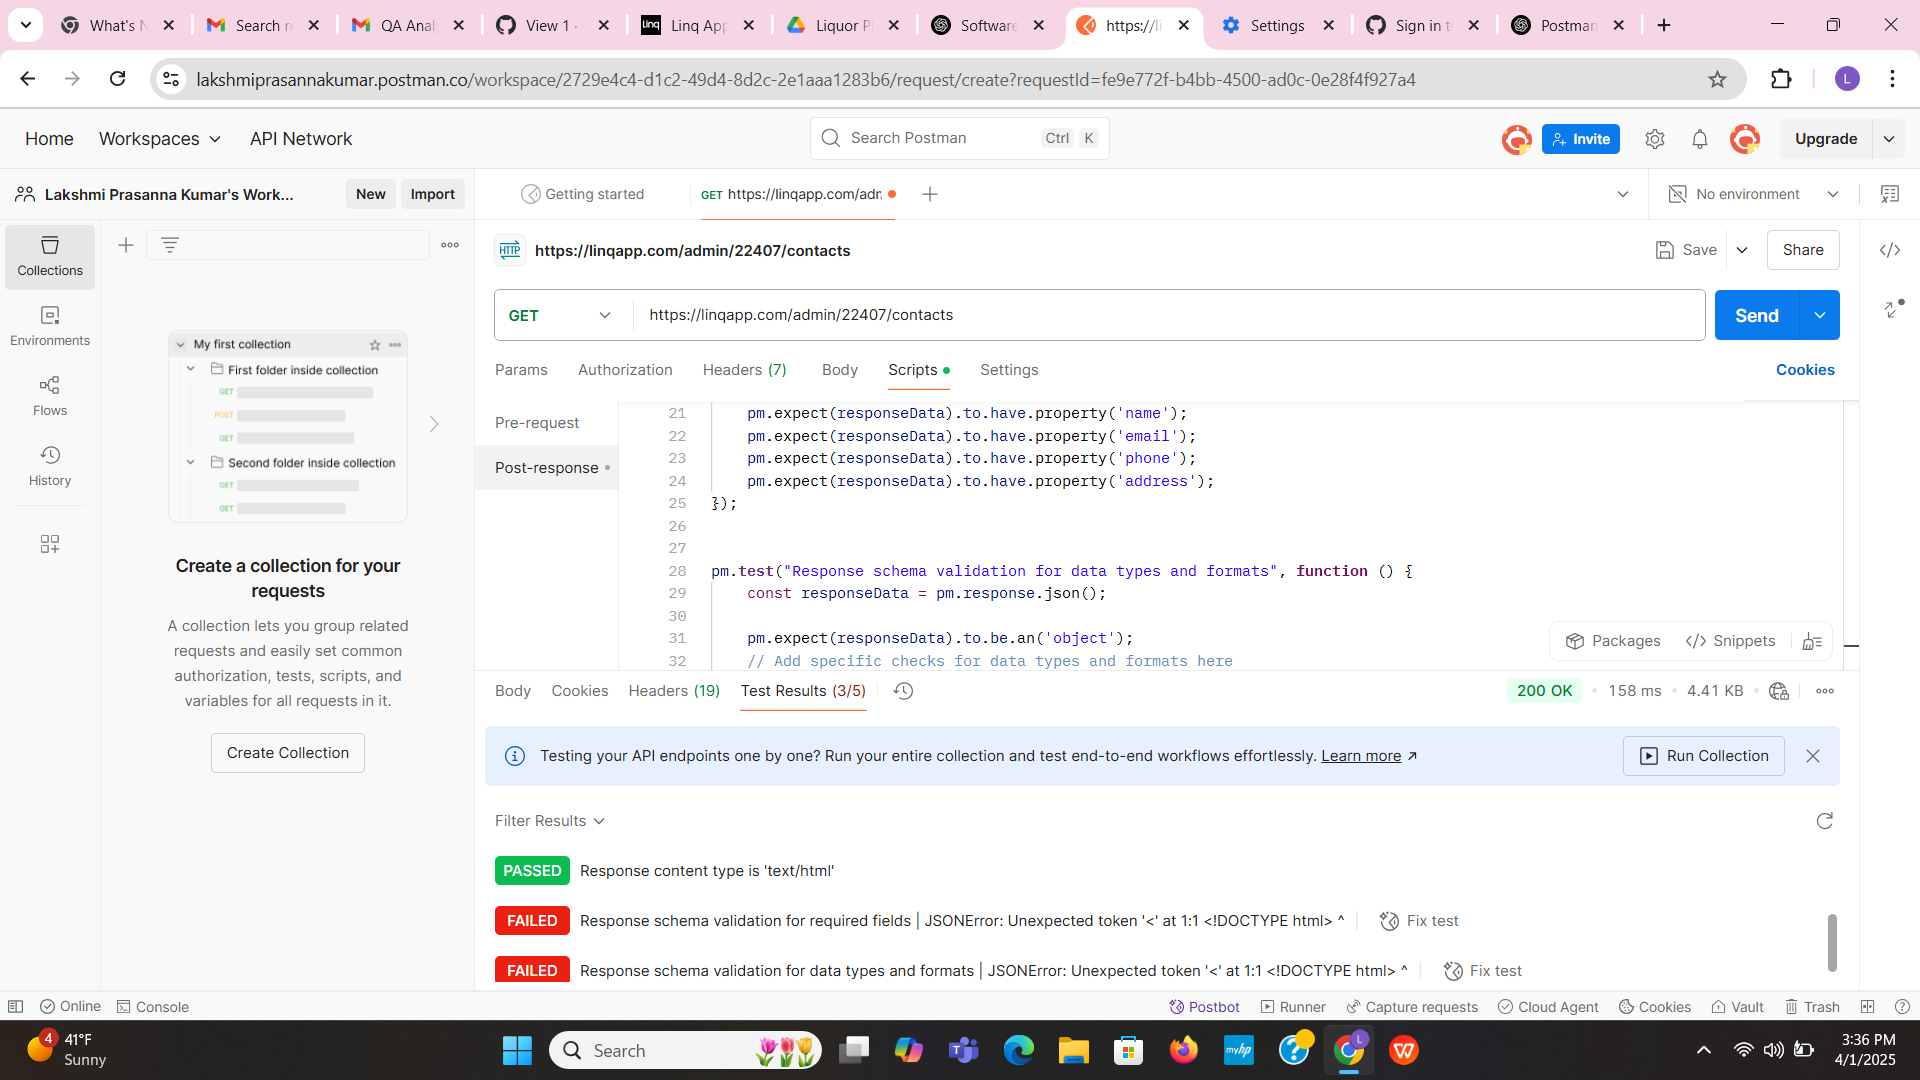 What's N
Search re
QA Analy
View 1 ·
Linq
Linq App
Liquor P
Software
https://li
Settings
Sign in t
Postman
lakshmiprasannakumar.postman.co/workspace/2729e4c4-d1c2-49d4-8d2c-2e1aaa1283b6/request/create?requestId=fe9e772f-b4bb-4500-ad0c-0e28f4f927a4
L
Home
Workspaces
API Network
Search Postman
Ctrl
K
Invite
Upgrade
Lakshmi Prasanna Kumar's Work...
New
Import
Getting started
GET https://linqapp.com/adr
No environment
Collections
Environments
Flows
History
My first collection
First folder inside collection
GET
POST
GET
Second folder inside collection
GET
GET
Create a collection for your
requests
A collection lets you group related
requests and easily set common
authorization, tests, scripts, and
variables for all requests in it.
Create Collection
HTTP
https://linqapp.com/admin/22407/contacts
Save
Share
GET
https://linqapp.com/admin/22407/contacts
Send
Params
Authorization
Headers (7)
Body
Scripts
Settings
Cookies
Pre-request
Post-response
21 pm.expect(responseData).to.have.property('name');
22 pm.expect(responseData).to.have.property('email');
23 pm.expect(responseData).to.have.property('phone');
24 pm.expect(responseData).to.have.property('address');
25 });
26
27
28 pm.test("Response schema validation for data types and formats", function () {
29 const responseData = pm.response.json();
30
31 pm.expect(responseData).to.be.an('object');
32 // Add specific checks for data types and formats here
Packages
Snippets
Body
Cookies
Headers (19)
Test Results (3/5)
200 OK
158 ms
4.41 KB
Testing your API endpoints one by one? Run your entire collection and test end-to-end workflows effortlessly. Learn more
Run Collection
Filter Results
PASSED Response content type is 'text/html'
FAILED Response schema validation for required fields | JSONError: Unexpected token '<' at 1:1 <!DOCTYPE html> ^
Fix test
FAILED Response schema validation for data types and formats | JSONError: Unexpected token '<' at 1:1 <!DOCTYPE html> ^
Fix test
Online
Console
Postbot
Runner
Capture requests
Cloud Agent
Cookies
Vault
Trash
4
41°F
Sunny
Search
myhp
L
3:36 PM
4/1/2025